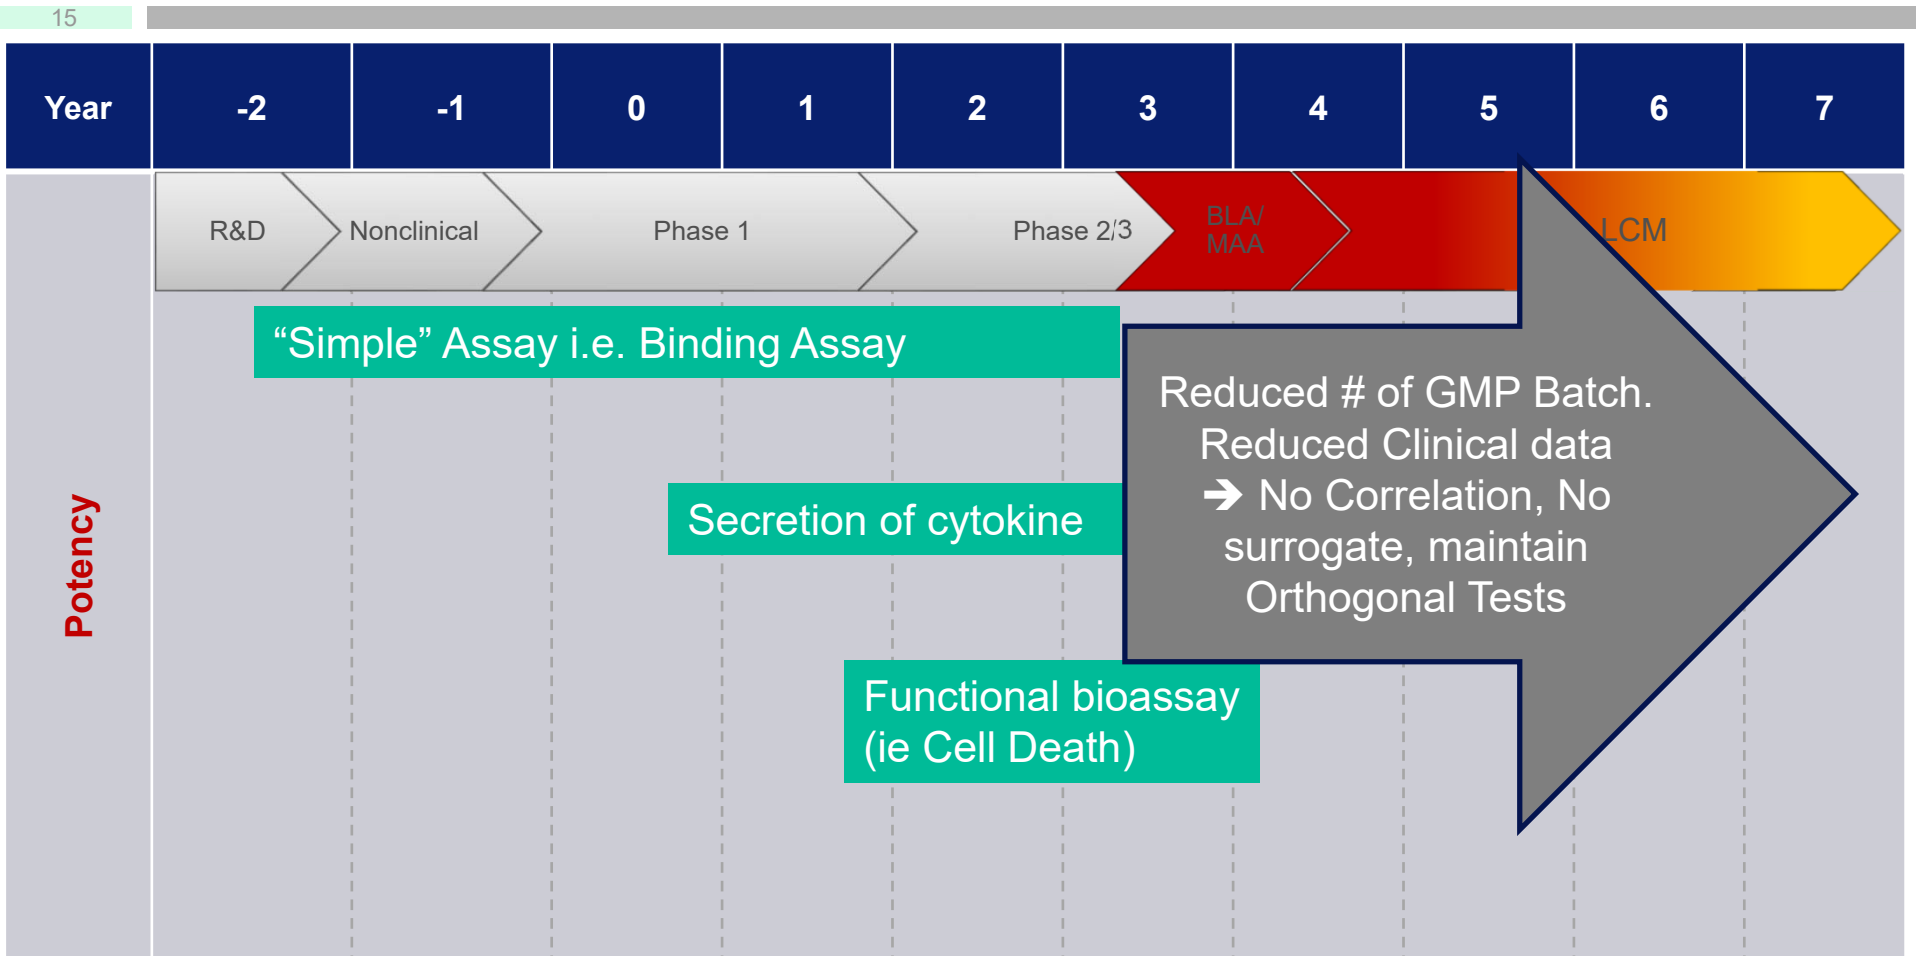 15
Year -2 -1 0 1 2 3 4 5 6 7
R&D Nonclinical Phase 1 Phase 2/3 BLA/
MAA
LCM
Potency
“Simple” Assay i.e. Binding Assay
Secretion of cytokine
Functional bioassay
(ie Cell Death)
Reduced # of GMP Batch.
Reduced Clinical data
➔ No Correlation, No
surrogate, maintain
Orthogonal Tests